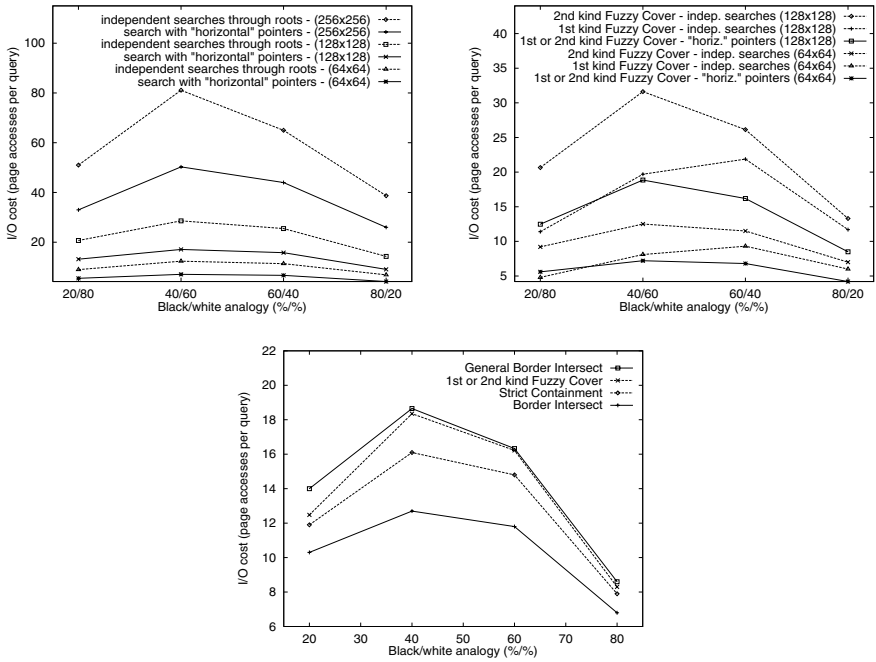 I/O cost (page accesses per query)
100
80
60
40
20
independent searches through roots - (256x256)
search with "horizontal" pointers - (256x256)
independent searches through roots - (128x128)
search with "horizontal" pointers - (128x128)
independent searches through roots - (64x64)
search with "horizontal" pointers - (64x64)
20/80 40/60 60/40 80/20
Black/white analogy (%/%)
I/O cost (page accesses per query)
40
35
30
25
20
15
10
5
2nd kind Fuzzy Cover - indep. searches (128x128)
1st kind Fuzzy Cover - indep. searches (128x128)
1st or 2nd kind Fuzzy Cover - "horiz." pointers (128x128)
2nd kind Fuzzy Cover - indep. searches (64x64)
1st kind Fuzzy Cover - indep. searches (64x64)
1st or 2nd kind Fuzzy Cover - "horiz." pointers (64x64)
20/80 40/60 60/40 80/20
Black/white analogy (%/%)
I/O cost (page accesses per query)
22
20
18
16
14
12
10
8
6
General Border Intersect
1st or 2nd kind Fuzzy Cover
Strict Containment
Border Intersect
20 30 40 50 60 70 80
Black/white analogy (%/%)